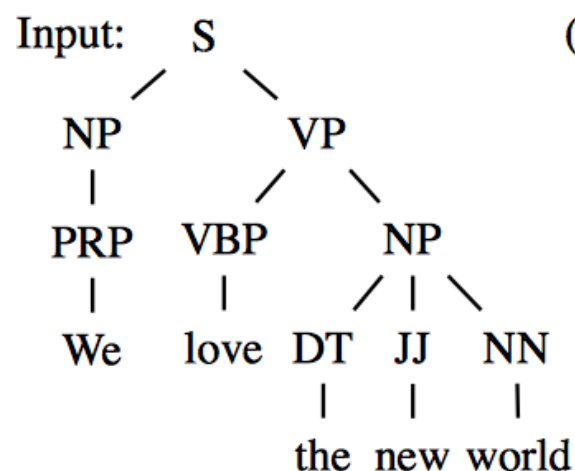 Input: S (
NP VP
PRP VBP NP
We love DT JJ NN
the new world